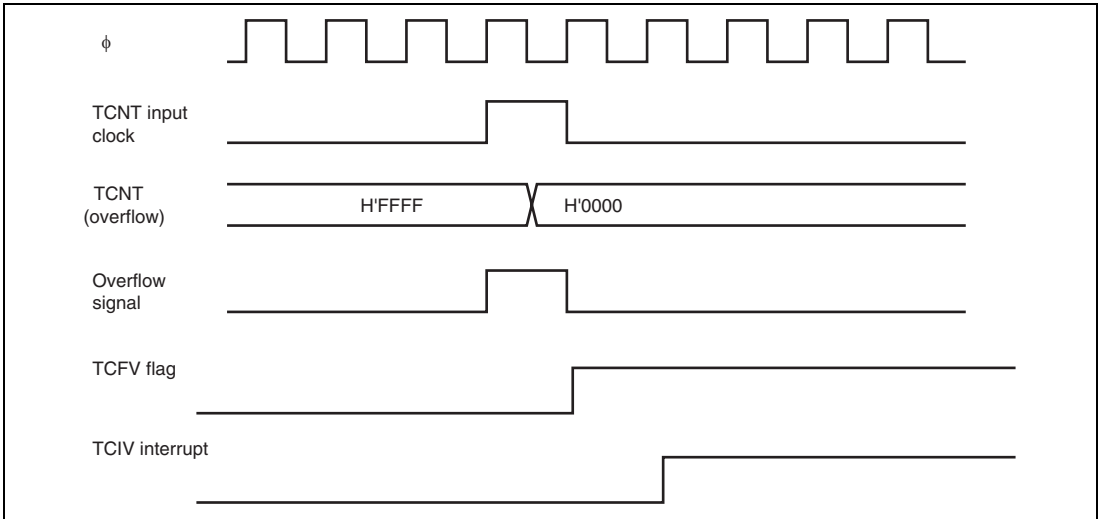 ϕ
TCNT input
clock
TCNT
(overflow)
H'FFFF
H'0000
Overflow
signal
TCFV flag
TCIV interrupt